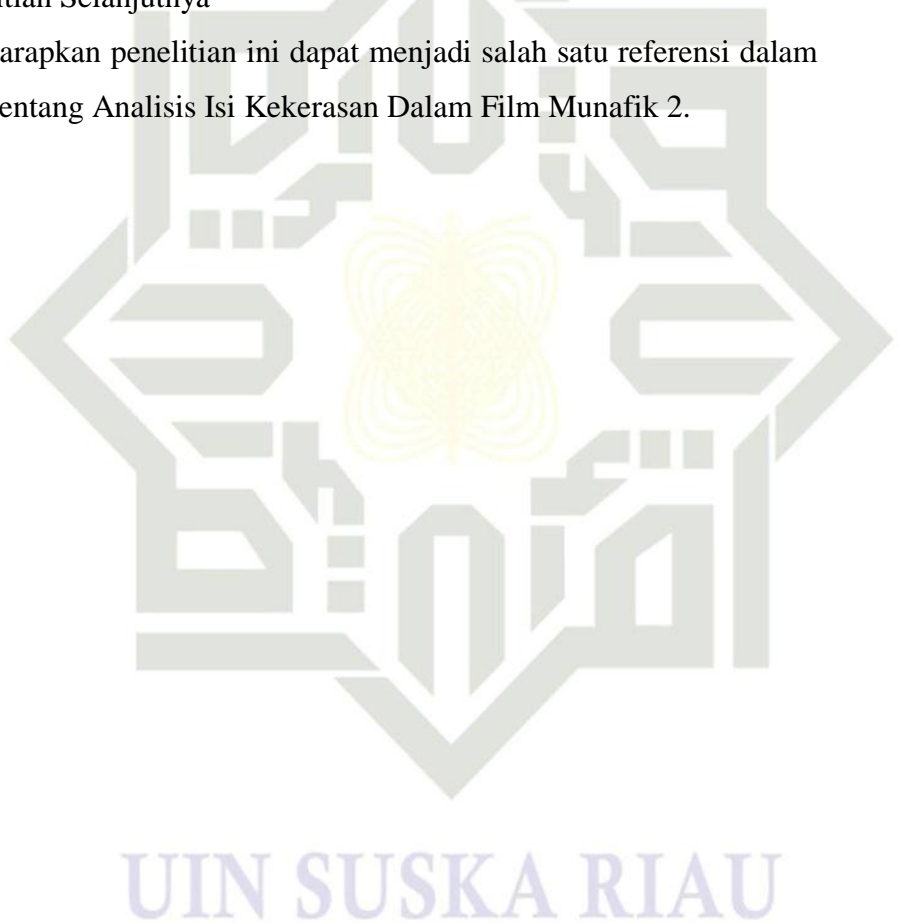 itian Selanjutnya
arapkan penelitian ini dapat menjadi salah satu referensi dalam
entang Analisis Isi Kekerasan Dalam Film Munafik 2.
UIN SUSKA RIAU